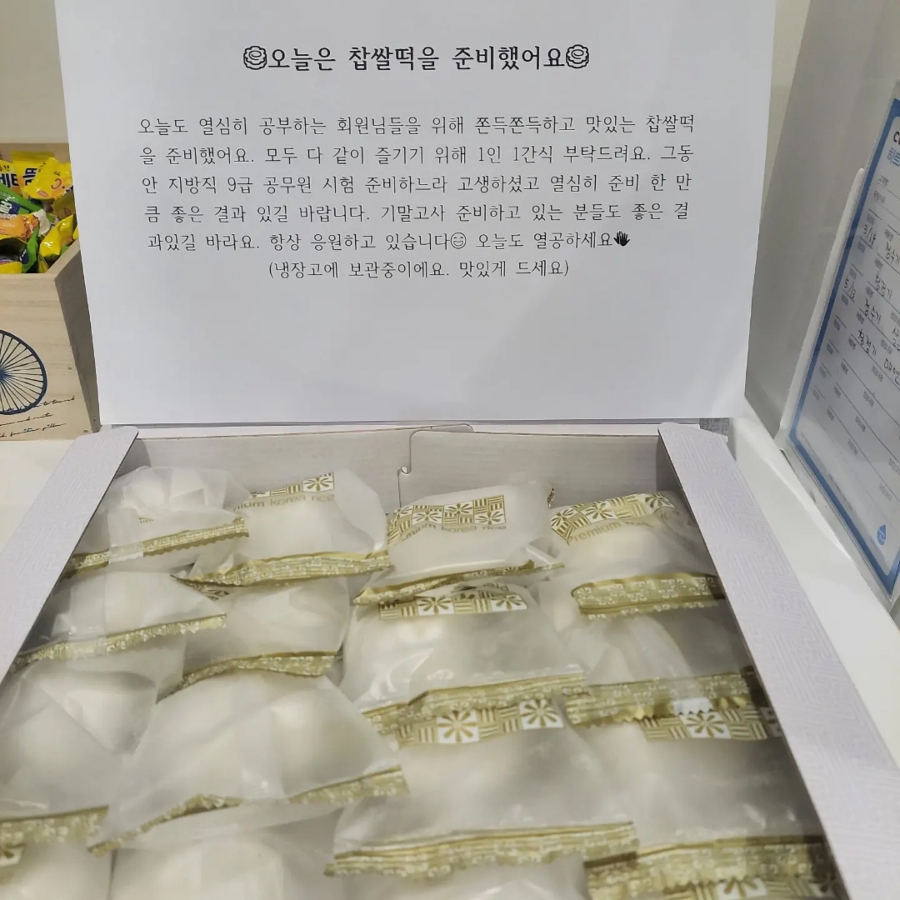 오늘은 찹쌀떡을 준비했어요
오늘도 열심히 공부하는 회원님들을 위해 쫀득쫀득하고 맛있는 찹쌀떡
을 준비했어요. 모두 다 같이 즐기기 위해 1인 1간식 부탁드려요. 그동
안 지방직 9급 공무원 시험 준비하느라 고생하셨고 열심히 준비 한 만
큼 좋은 결과 있길 바랍니다. 기말고사 준비하고 있는 분들도 좋은 결
과있길 바라요. 항상 응원하고 있습니다☺ 오늘도 열공하세요👋
(냉장고에 보관중이에요. 맛있게 드세요)
korea rice
Premium